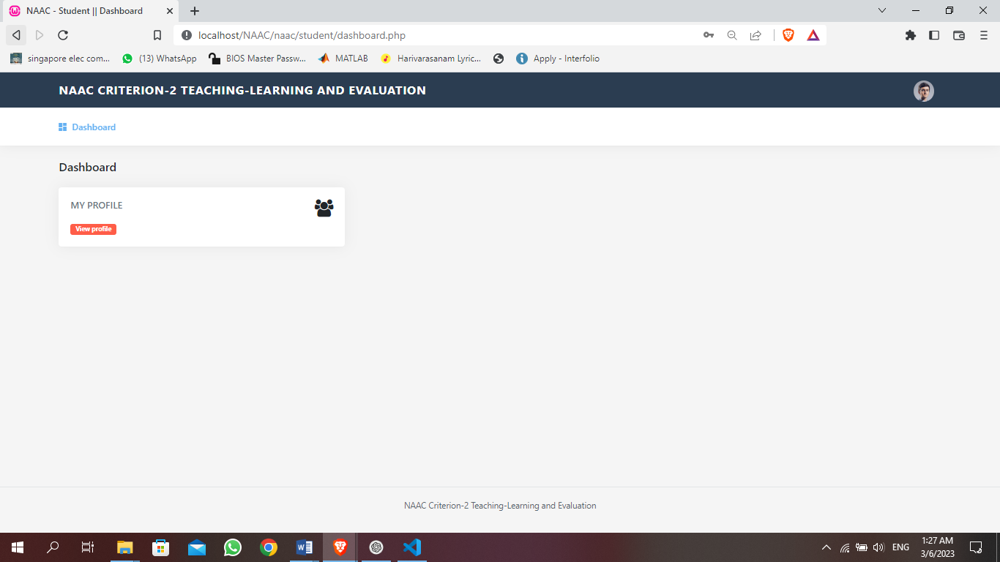 NAAC - Student || Dashboard
localhost/NAAC/naac/student/dashboard.php
singapore elec com...
(13) WhatsApp
BIOS Master Passw...
MATLAB
Harivarasanam Lyric...
Apply - Interfolio
NAAC CRITERION-2 TEACHING-LEARNING AND EVALUATION
Dashboard
Dashboard
MY PROFILE
View profile
NAAC Criterion-2 Teaching-Learning and Evaluation
ENG
1:27 AM
3/6/2023